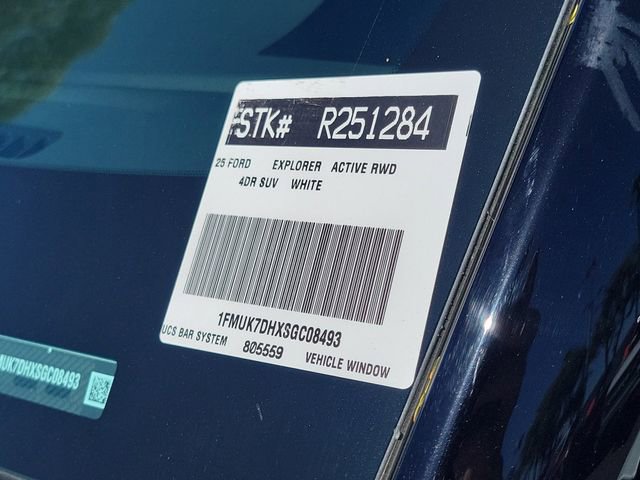 STK# R251284
25 FORD EXPLORER ACTIVE RWD
4DR SUV WHITE
1FMUK7DHXSGC08493
UCS BAR SYSTEM 805559 VEHICLE WINDOW
MUK7DHXSGC08493